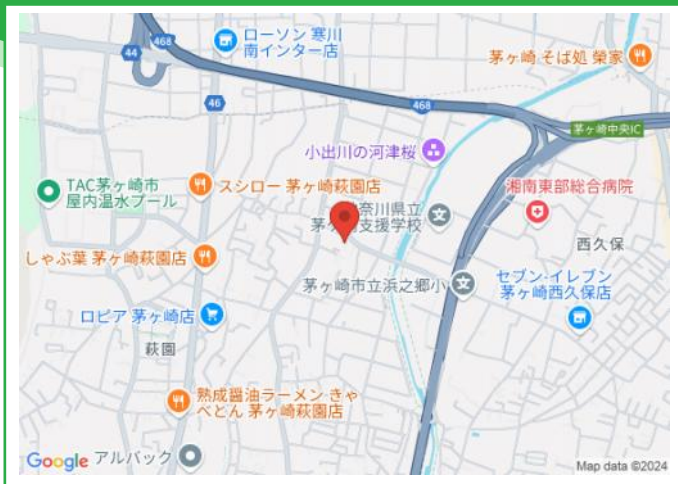 468
44
ローソン 寒川
南インター店
茅ヶ崎 そば処 榮家
46
468
茅ヶ崎中央IC
小出川の河津桜
TAC茅ヶ崎市
屋内温水プール
スシロー 茅ヶ崎萩園店
奈川県立
茅ヶ 支援学校
湘南東部総合病院
西久保
しゃぶ葉 茅ヶ崎萩園店
茅ヶ崎市立浜之郷小
セブン-イレブン
茅ヶ崎西久保店
ロピア 茅ヶ崎店
萩園
熟成醤油ラーメン きゃ
べとん 茅ヶ崎萩園店
Google
アルバック
Map data ©2024